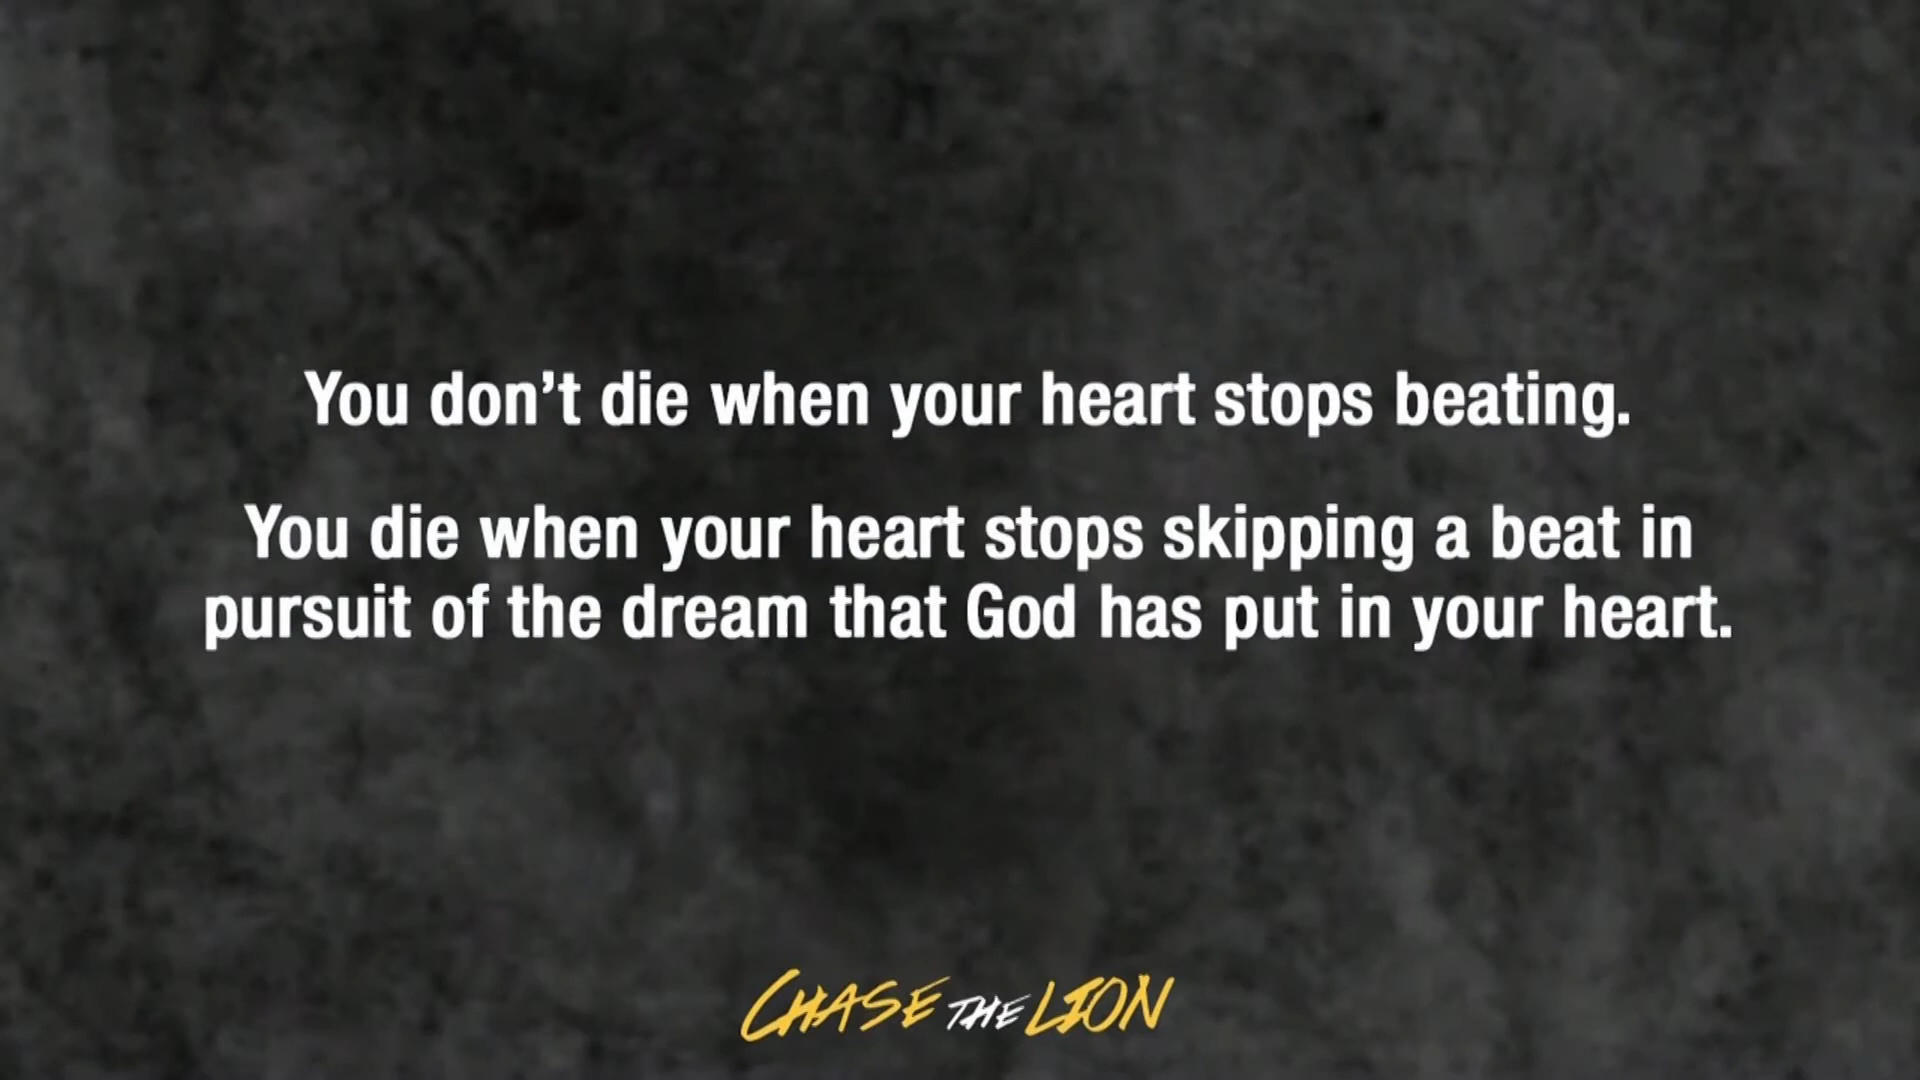 You don’t die when your heart stops beating.
You die when your heart stops skipping a beat in
pursuit of the dream that God has put in your heart.
CHASE THE LION